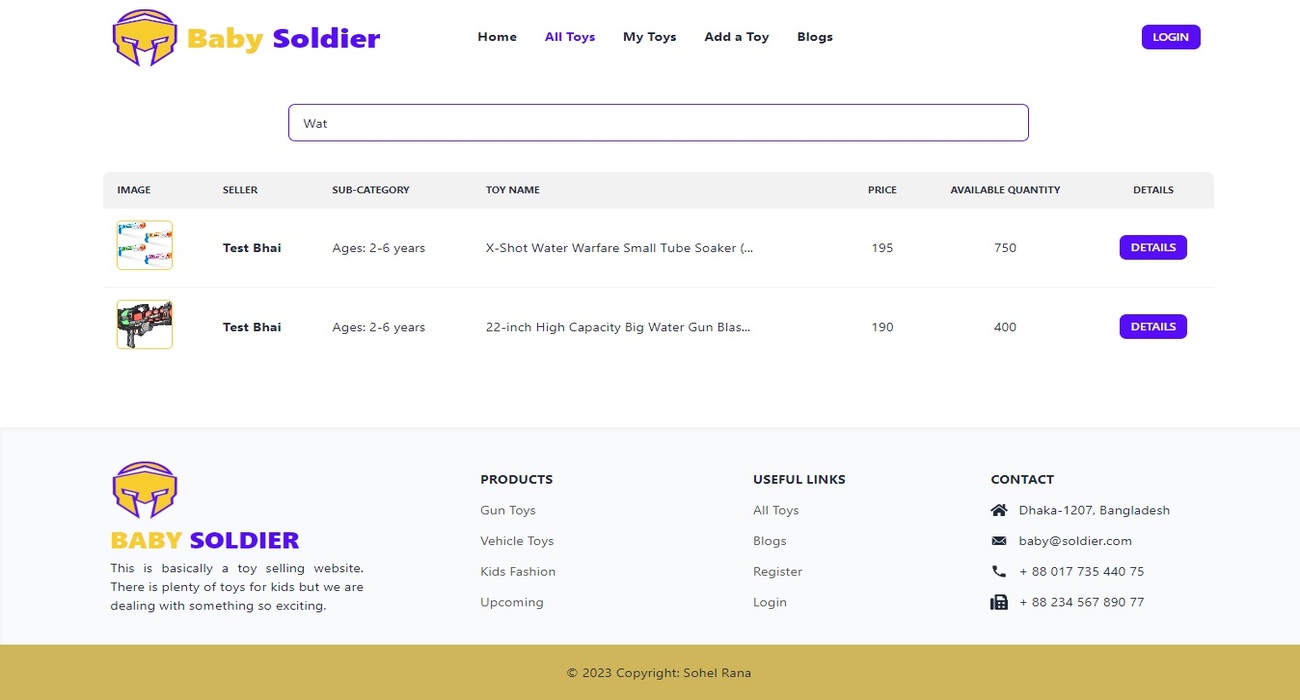 Baby Soldier
Home All Toys My Toys Add a Toy Blogs
LOGIN
Wat
IMAGE SELLER SUB-CATEGORY TOY NAME PRICE AVAILABLE QUANTITY DETAILS
Test Bhai Ages: 2-6 years X-Shot Water Warfare Small Tube Soaker (... 195 750 DETAILS
Test Bhai Ages: 2-6 years 22-inch High Capacity Big Water Gun Blas... 190 400 DETAILS
BABY SOLDIER
This is basically a toy selling website.
There is plenty of toys for kids but we are
dealing with something so exciting.
PRODUCTS
Gun Toys
Vehicle Toys
Kids Fashion
Upcoming
USEFUL LINKS
All Toys
Blogs
Register
Login
CONTACT
Dhaka-1207, Bangladesh
baby@soldier.com
+ 88 017 735 440 75
+ 88 234 567 890 77
© 2023 Copyright: Sohel Rana